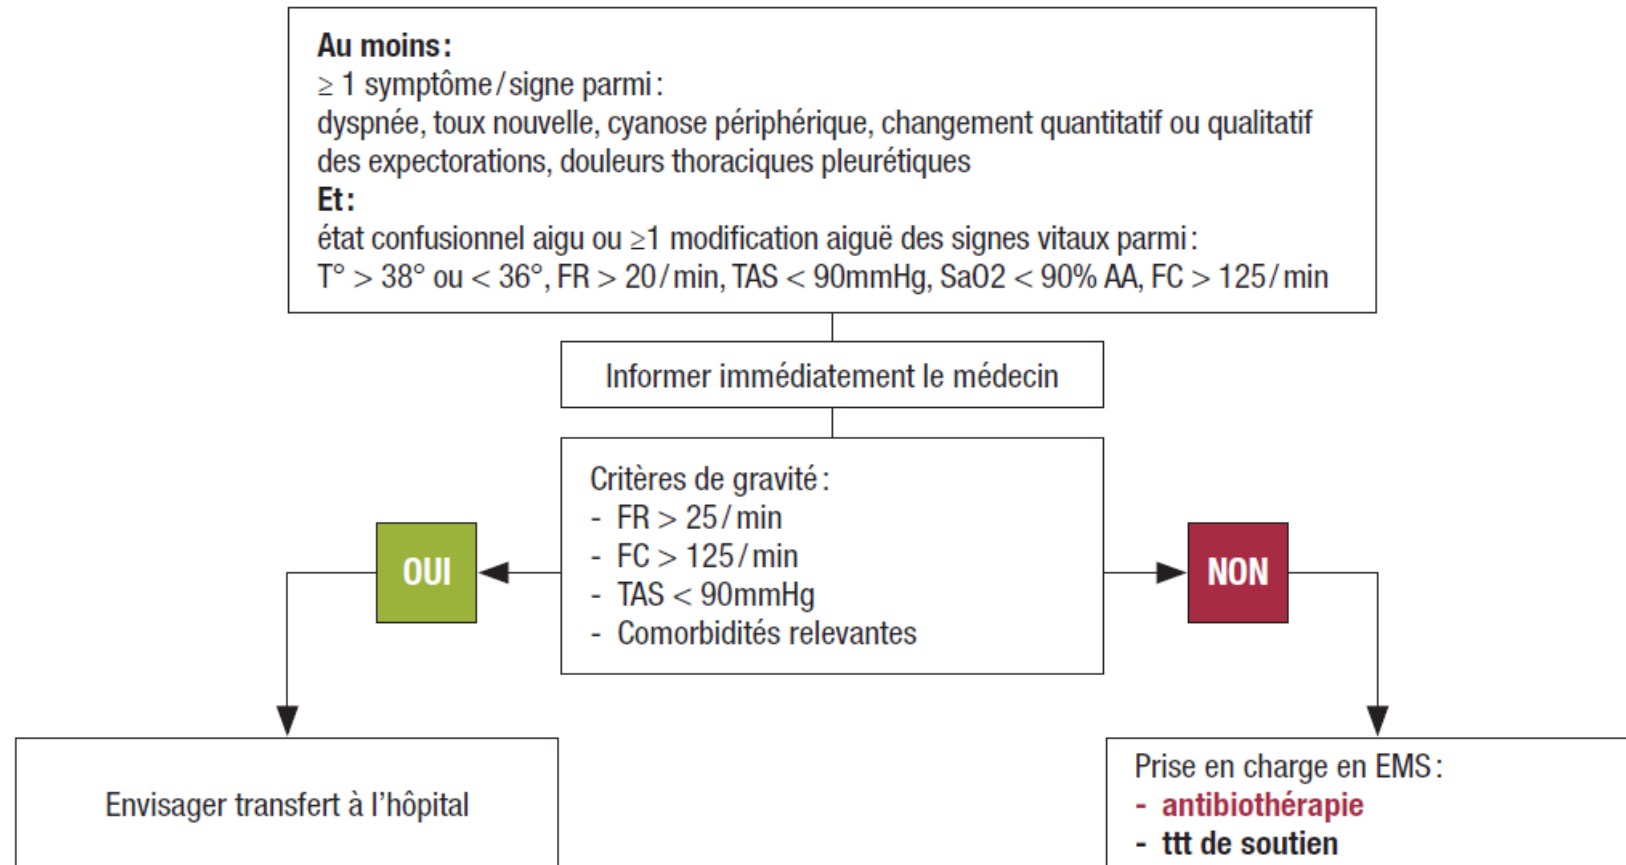 Au moins :
≥ 1 symptôme / signe parmi :
dyspnée, toux nouvelle, cyanose périphérique, changement quantitatif ou qualitatif
des expectorations, douleurs thoraciques pleurétiques
Et :
état confusionnel aigu ou ≥1 modification aiguë des signes vitaux parmi :
T° > 38° ou < 36°, FR > 20 / min, TAS < 90mmHg, SaO2 < 90% AA, FC > 125 / min
Informer immédiatement le médecin
Critères de gravité :
- FR > 25 / min
- FC > 125 / min
- TAS < 90mmHg
- Comorbidités relevantes
OUI
NON
Envisager transfert à l’hôpital
Prise en charge en EMS :
- antibiothérapie
- ttt de soutien